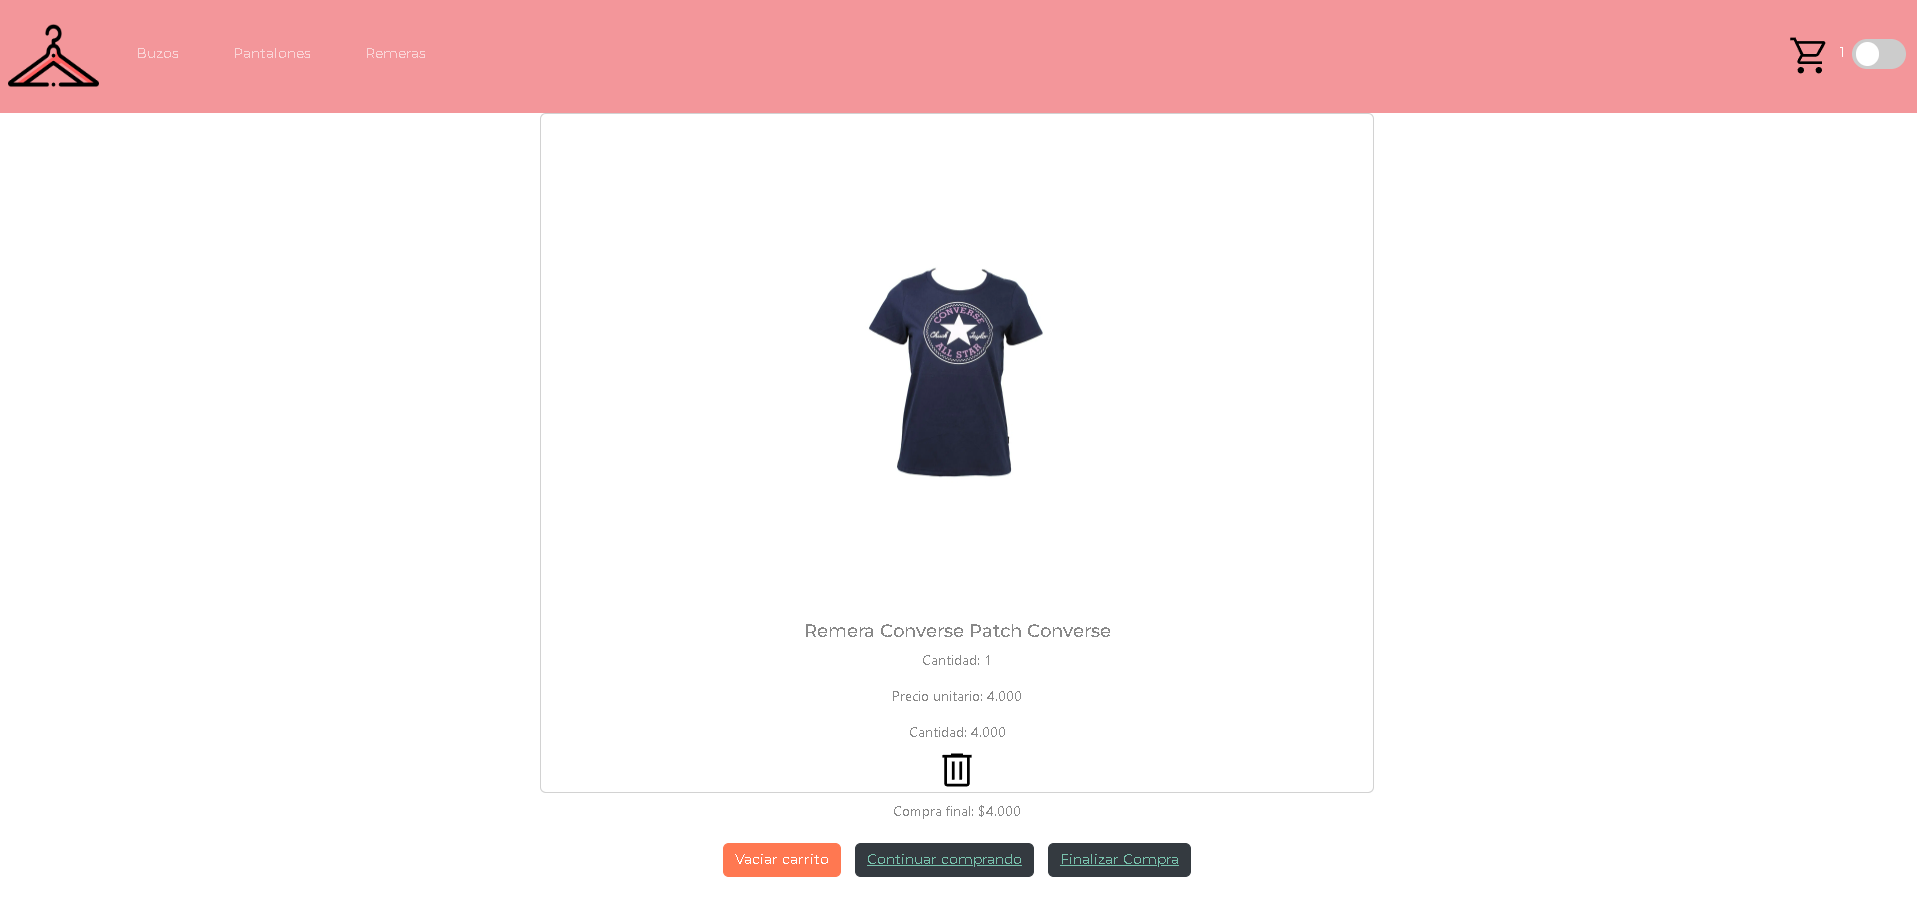 Buzos Pantalones Remeras 1
CONVERSE
Chuck Taylor
ALL STAR
Remera Converse Patch Converse
Cantidad: 1
Precio unitario: 4.000
Cantidad: 4.000
Compra final: $4.000
Vaciar carrito Continuar comprando Finalizar Compra